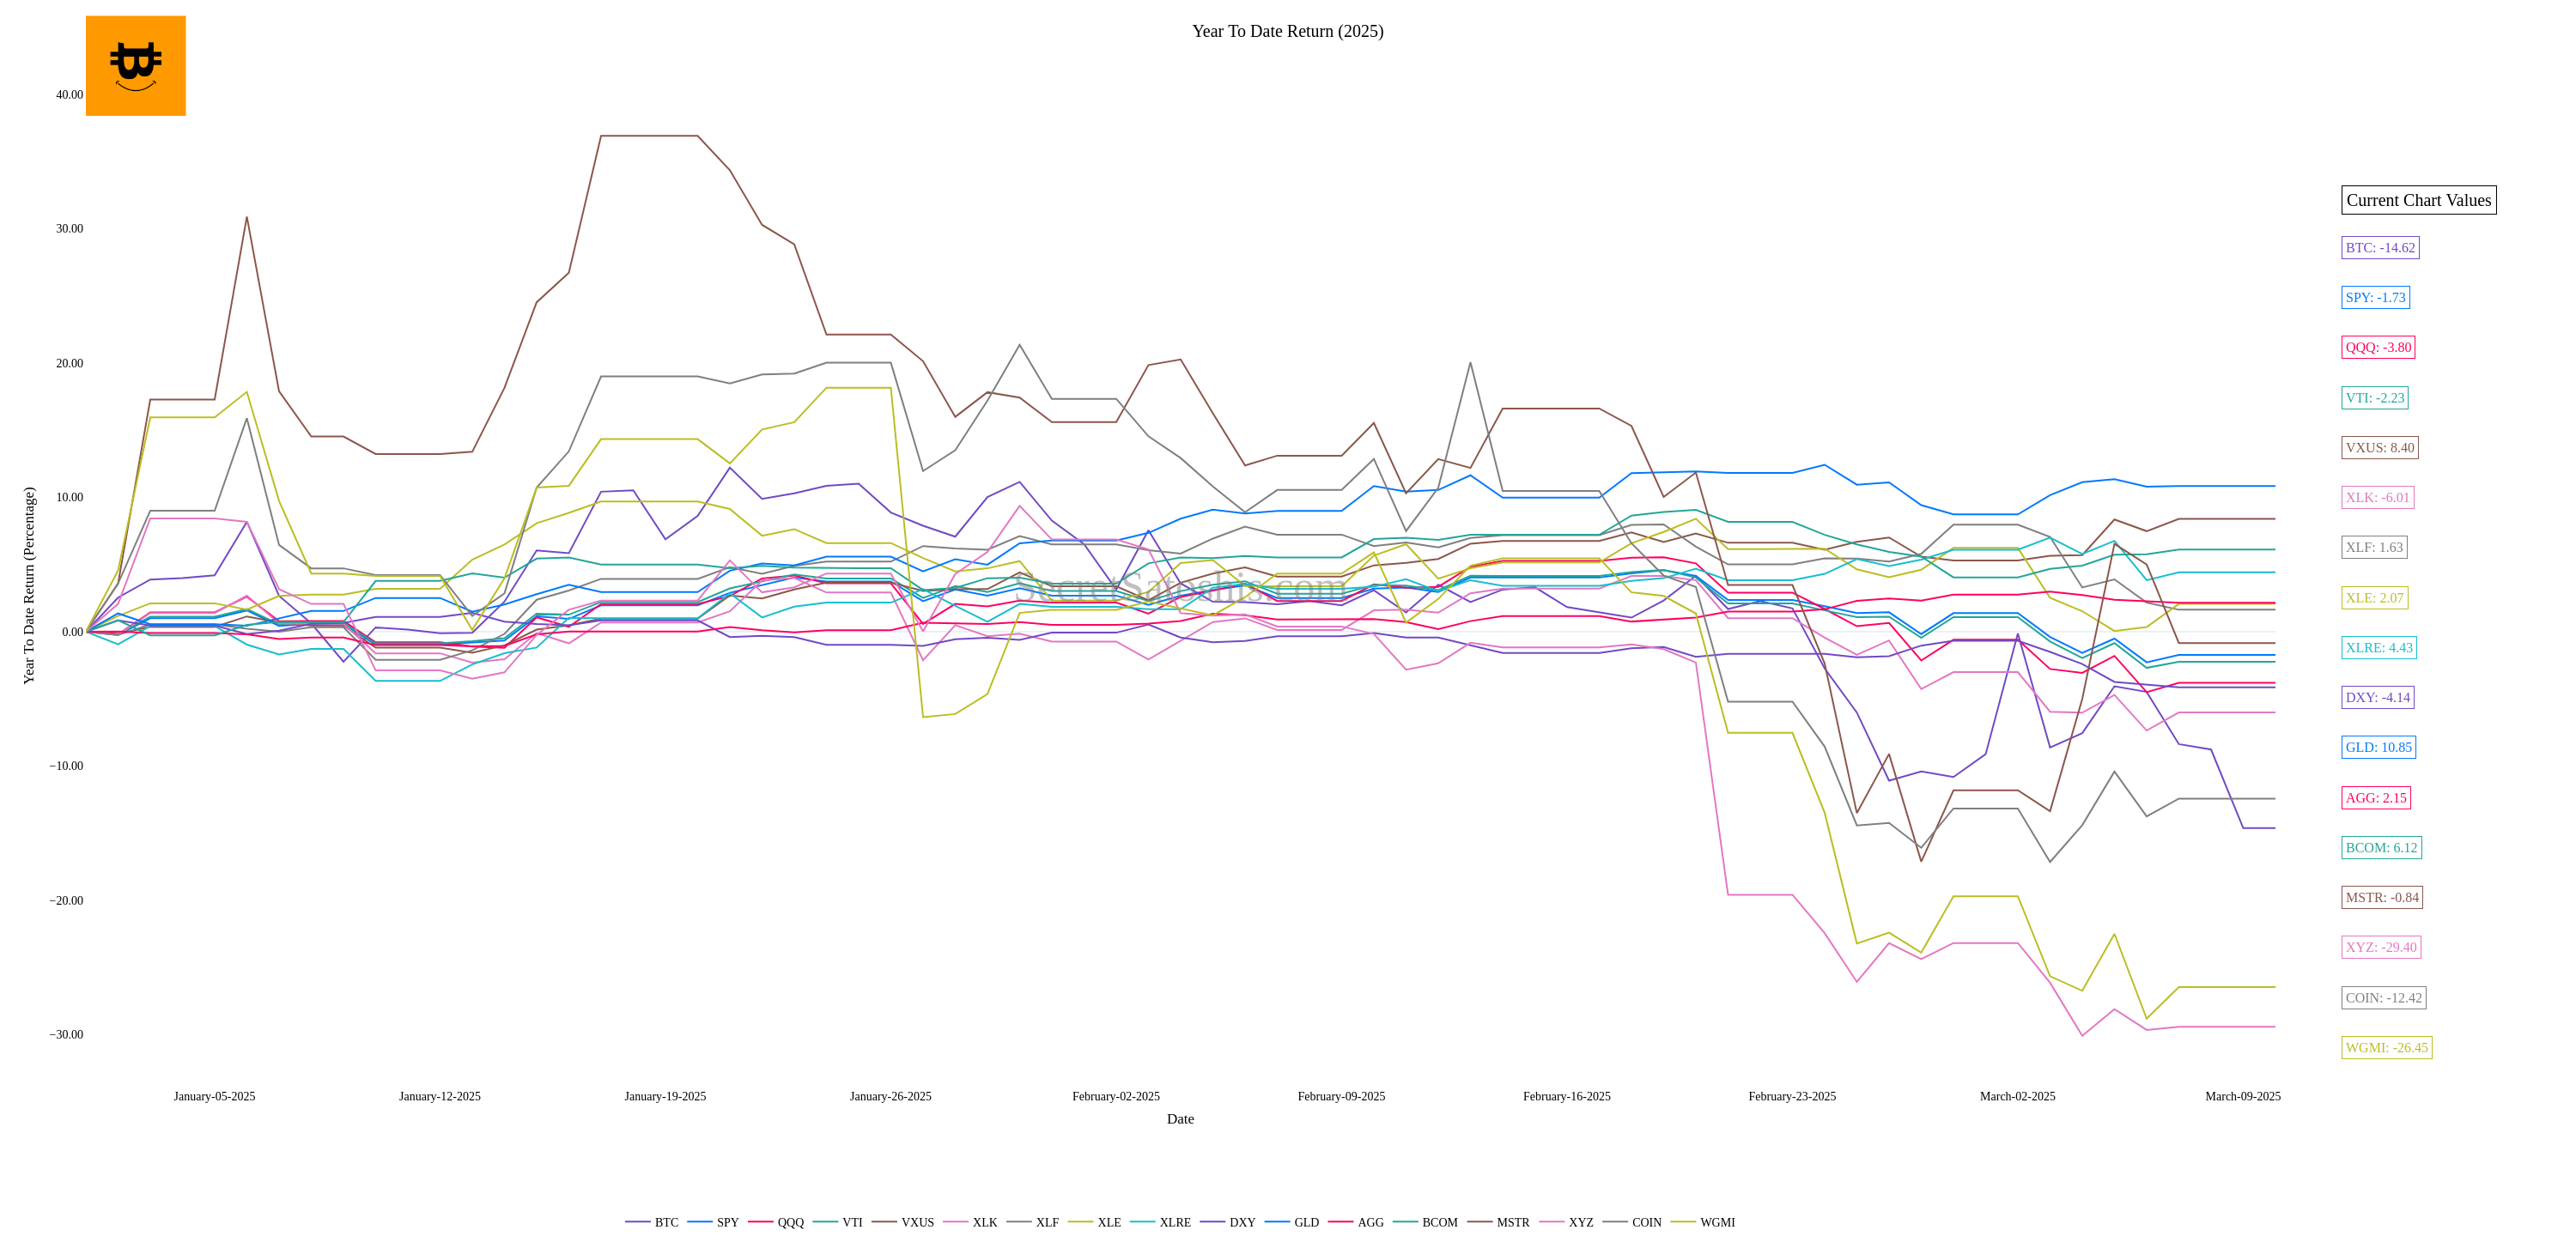 Year To Date Return (2025)
40.00
30.00
20.00
10.00
0.00
−10.00
−20.00
−30.00
Year To Date Return (Percentage)
SecretSatoshis.com
January-05-2025
January-12-2025
January-19-2025
January-26-2025
February-02-2025
February-09-2025
February-16-2025
February-23-2025
March-02-2025
March-09-2025
Date
Current Chart Values
BTC: -14.62
SPY: -1.73
QQQ: -3.80
VTI: -2.23
VXUS: 8.40
XLK: -6.01
XLF: 1.63
XLE: 2.07
XLRE: 4.43
DXY: -4.14
GLD: 10.85
AGG: 2.15
BCOM: 6.12
MSTR: -0.84
XYZ: -29.40
COIN: -12.42
WGMI: -26.45
BTC SPY QQQ VTI VXUS XLK XLF XLE XLRE DXY GLD AGG BCOM MSTR XYZ COIN WGMI